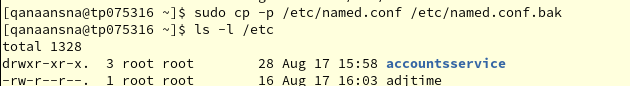 [qanaansna@tp075316 ~]$ sudo cp -p /etc/named.conf /etc/named.conf.bak
[qanaansna@tp075316 ~]$ ls -l /etc
total 1328
drwxr-xr-x.  3 root root        28 Aug 17 15:58 accountsservice
-rw-r--r--.  1 root root        16 Aug 17 16:03 adjtime